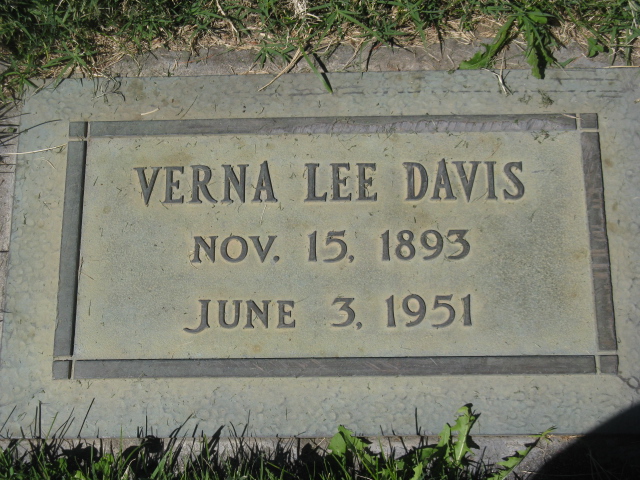 VERNA LEE DAVIS
NOV. 15, 1893
JUNE 3, 1951